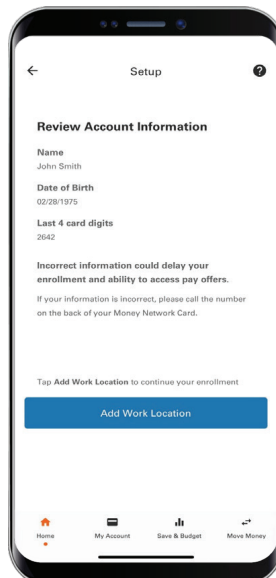 Setup
Review Account Information
Name
John Smith
Date of Birth
02/28/1975
Last 4 card digits
2642
Incorrect information could delay your
enrollment and ability to access pay offers.
If your information is incorrect, please call the number
on the back of your Money Network Card.
Tap Add Work Location to continue your enrollment
Add Work Location
Home My Account Save & Budget Move Money